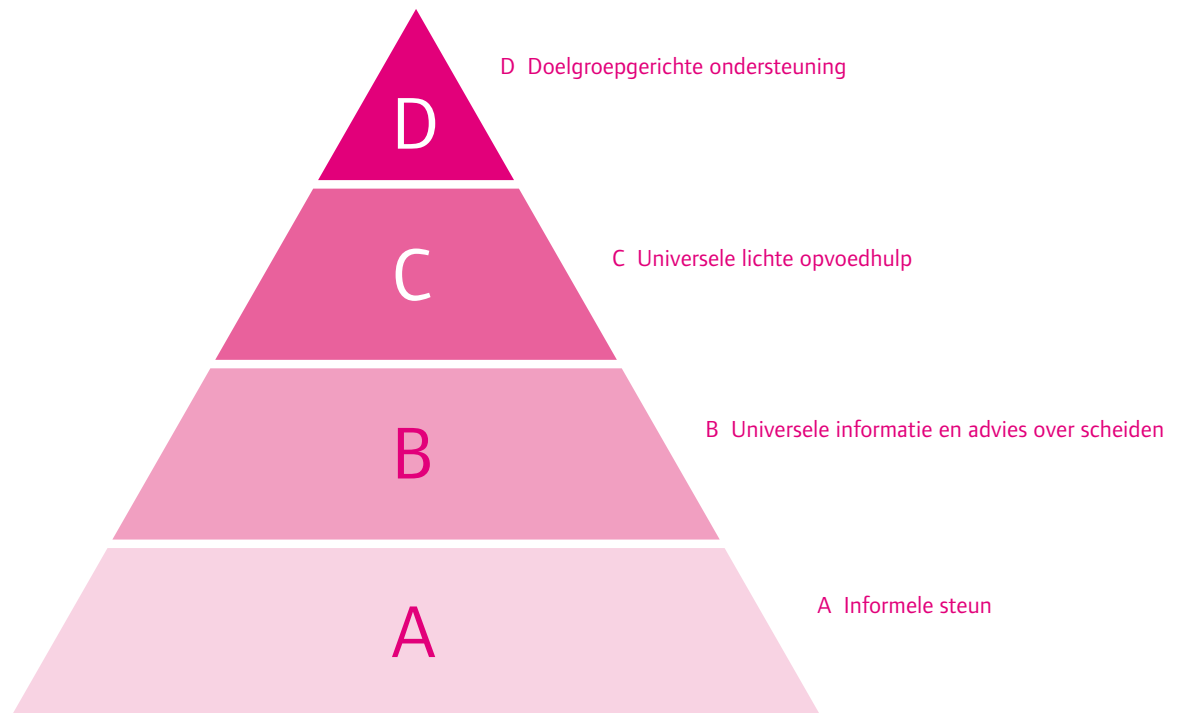 D Doelgroepgerichte ondersteuning
D
C Universele lichte opvoedhulp
C
B Universele informatie en advies over scheiden
B
A Informele steun
A